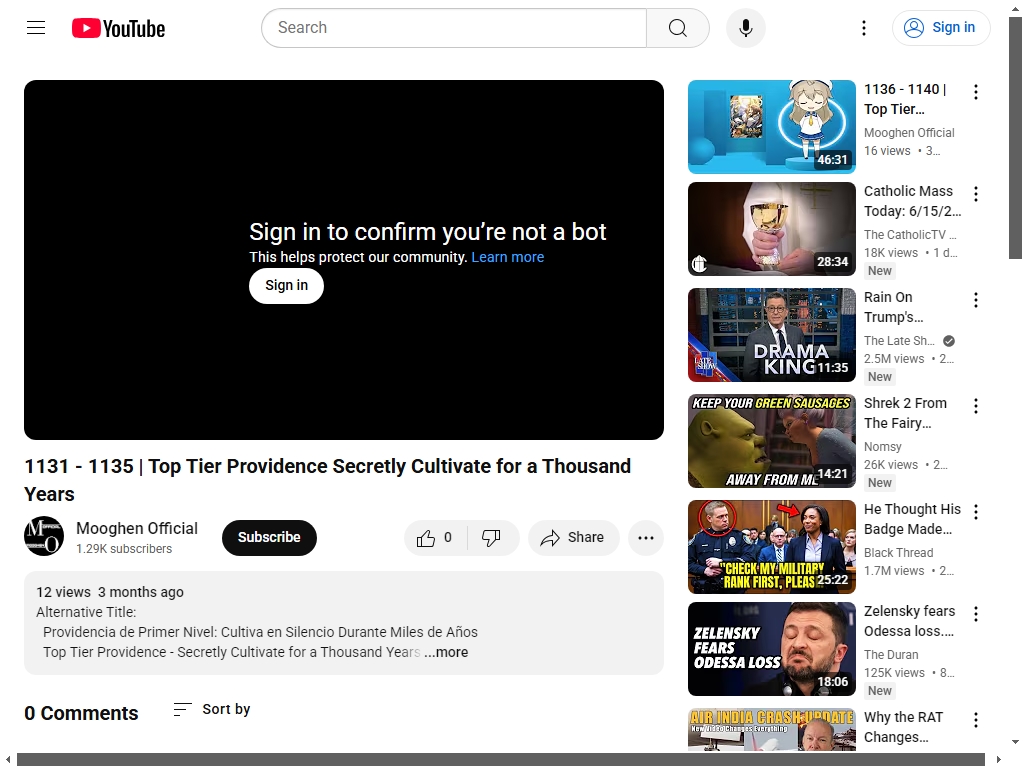 YouTube
Search
Sign in
Sign in to confirm you’re not a bot
This helps protect our community. Learn more
Sign in
1131 - 1135 | Top Tier Providence Secretly Cultivate for a Thousand
Years
Mooghen Official
1.29K subscribers
Subscribe
0
Share
12 views 3 months ago
Alternative Title:
Providencia de Primer Nivel: Cultiva en Silencio Durante Miles de Años
Top Tier Providence - Secretly Cultivate for a Thousand Years ...more
0 Comments
Sort by
46:31
1136 - 1140 |
Top Tier…
Mooghen Official
16 views • 3…
28:34
Catholic Mass
Today: 6/15/2…
The CatholicTV …
18K views • 1 d…
New
LATE
SHOW
DRAMA
KING
11:35
Rain On
Trump's…
The Late Sh…
2.5M views • 2…
New
KEEP YOUR GREEN SAUSAGES
AWAY FROM ME
14:21
Shrek 2 From
The Fairy…
Nomsy
26K views • 2…
New
"CHECK MY MILITARY
RANK FIRST, PLEAS
25:22
He Thought His
Badge Made…
Black Thread
1.7M views • 2…
ZELENSKY
FEARS
ODESSA LOSS
18:06
Zelensky fears
Odessa loss.…
The Duran
125K views • 8…
New
AIR INDIA CRASH UPDATE
New Video Changes Everything
Why the RAT
Changes…